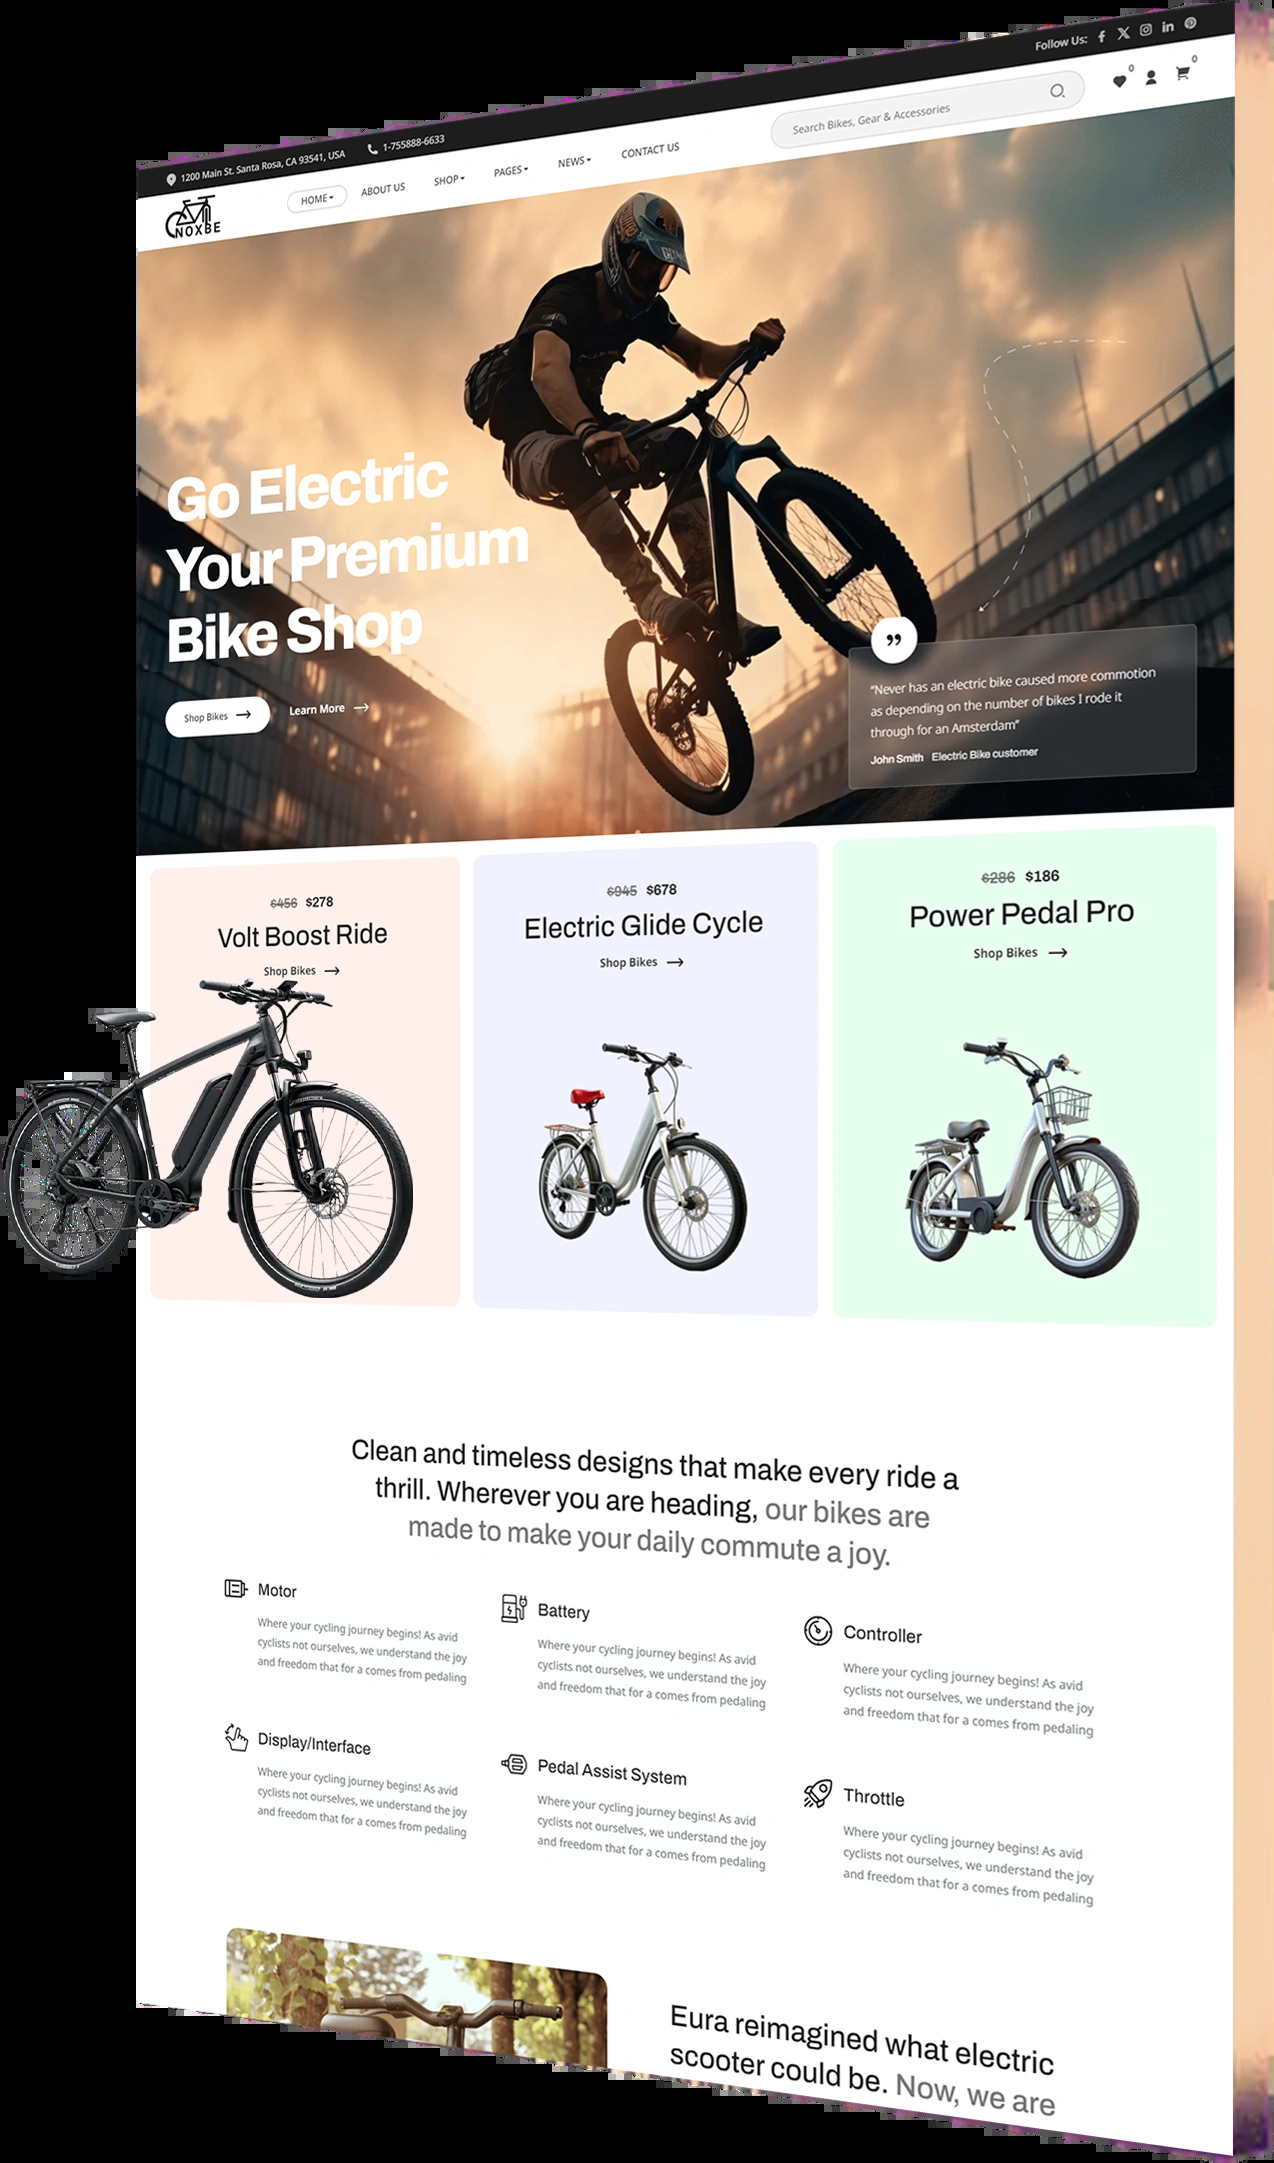 Follow Us:
1200 Main St. Santa Rosa, CA 93541, USA 1-755888-6633
Search Bikes, Gear & Accessories
0 0
NOXBE
HOME ABOUT US SHOP PAGES NEWS CONTACT US
Go Electric
Your Premium
Bike Shop
Shop Bikes Learn More
"Never has an electric bike caused more commotion
as depending on the number of bikes I rode it
through for an Amsterdam"
John Smith Electric Bike customer
$456 $278
Volt Boost Ride
Shop Bikes
$945 $678
Electric Glide Cycle
Shop Bikes
$286 $186
Power Pedal Pro
Shop Bikes
Clean and timeless designs that make every ride a
thrill. Wherever you are heading, our bikes are
made to make your daily commute a joy.
Motor
Where your cycling journey begins! As avid
cyclists not ourselves, we understand the joy
and freedom that for a comes from pedaling
Battery
Where your cycling journey begins! As avid
cyclists not ourselves, we understand the joy
and freedom that for a comes from pedaling
Controller
Where your cycling journey begins! As avid
cyclists not ourselves, we understand the joy
and freedom that for a comes from pedaling
Display/Interface
Where your cycling journey begins! As avid
cyclists not ourselves, we understand the joy
and freedom that for a comes from pedaling
Pedal Assist System
Where your cycling journey begins! As avid
cyclists not ourselves, we understand the joy
and freedom that for a comes from pedaling
Throttle
Where your cycling journey begins! As avid
cyclists not ourselves, we understand the joy
and freedom that for a comes from pedaling
Eura reimagined what electric
scooter could be. Now, we are